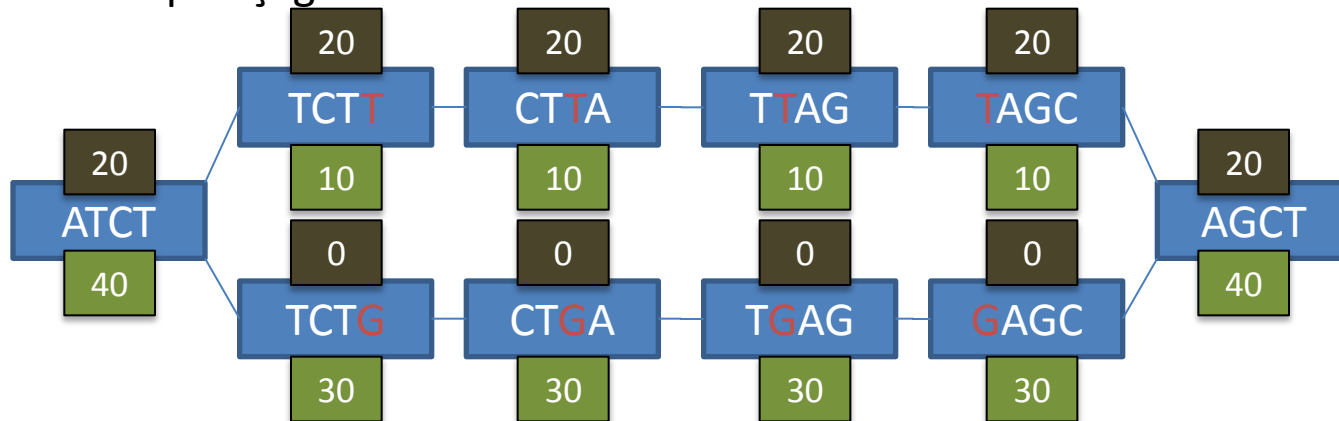 20 20 20 20
TCTT CTTA TTAG TAGC
20 10 10 10 10 20
ATCT AGCT
40 0 0 0 0 40
TCTG CTGA TGAG GAGC
30 30 30 30